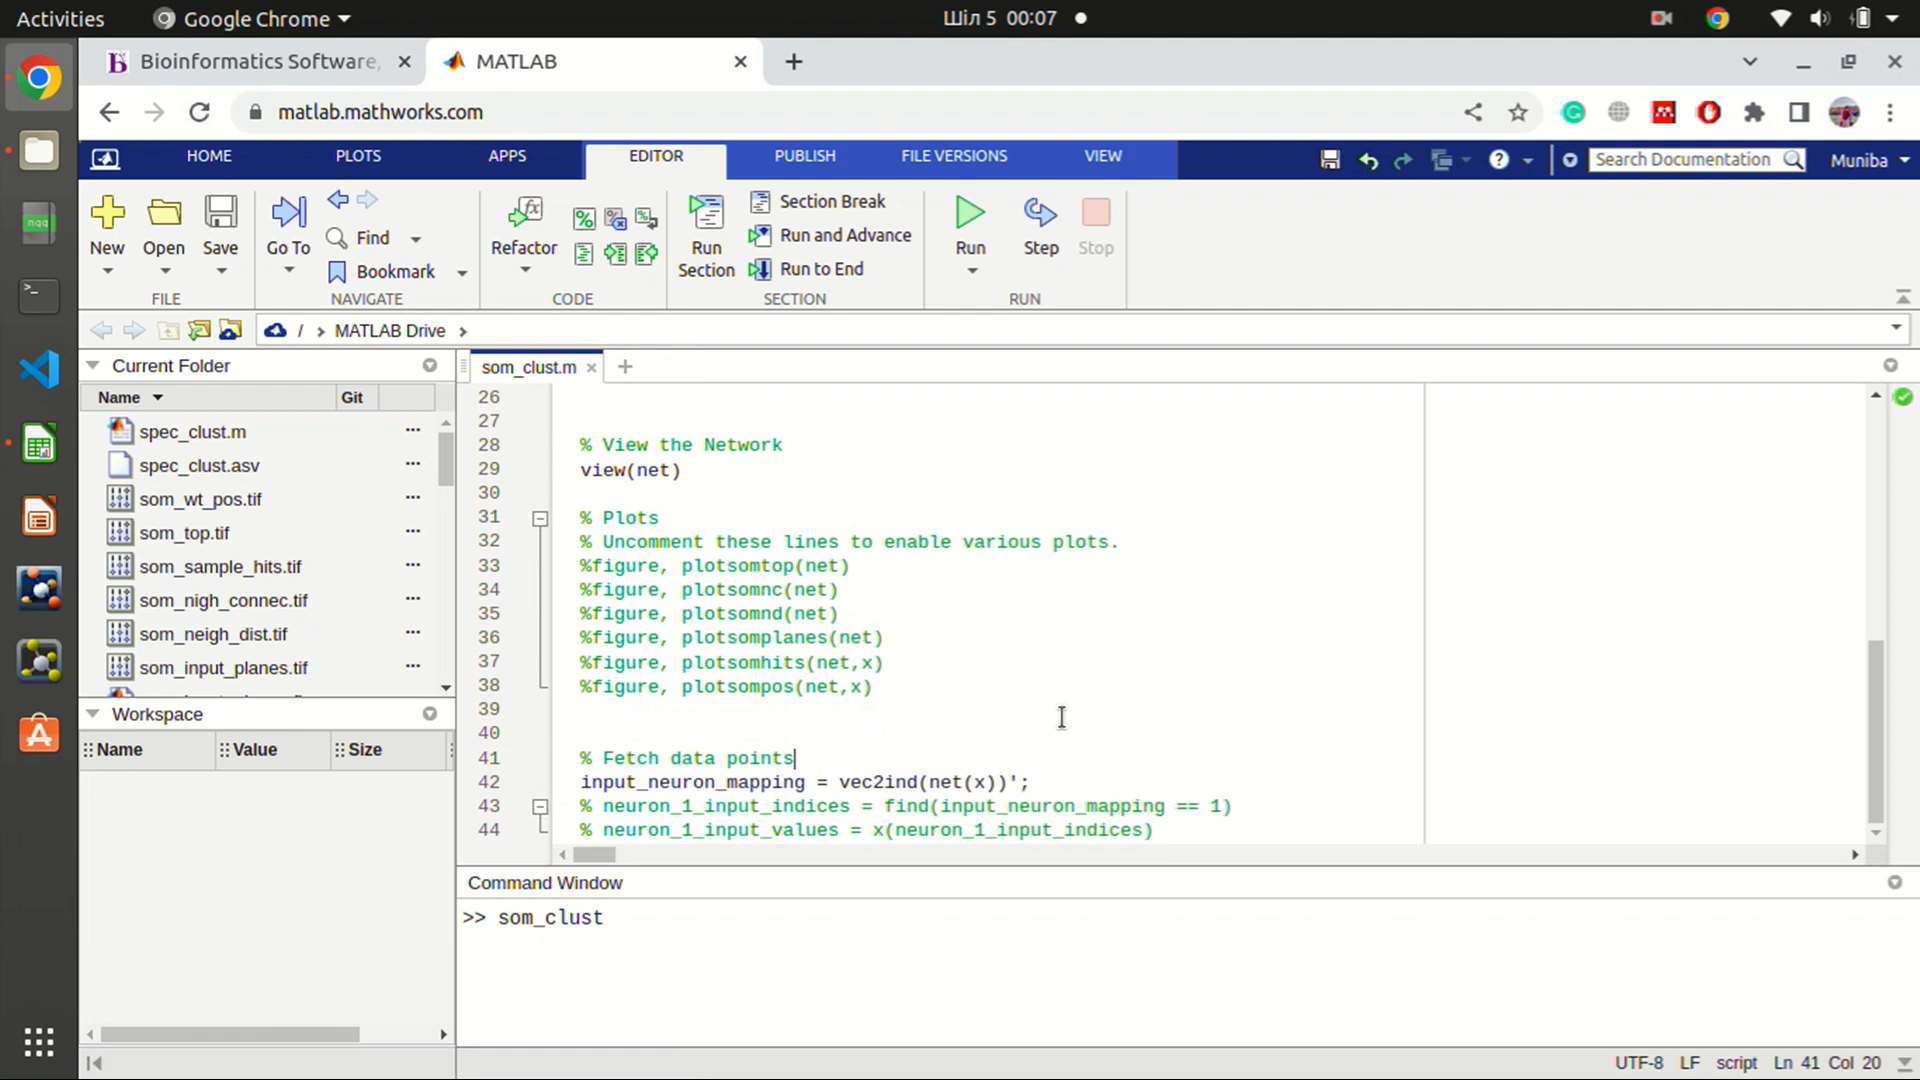 Activities
Google Chrome
Шіл 5 00:07
Bioinformatics Software,
MATLAB
matlab.mathworks.com
HOME
PLOTS
APPS
EDITOR
PUBLISH
FILE VERSIONS
VIEW
Search Documentation
Muniba
New
Open
Save
Go To
Find
Bookmark
Refactor
Run Section
Section Break
Run and Advance
Run to End
Run
Step
Stop
FILE
NAVIGATE
CODE
SECTION
RUN
/ > MATLAB Drive >
Current Folder
Name
Git
spec_clust.m
spec_clust.asv
som_wt_pos.tif
som_top.tif
som_sample_hits.tif
som_nigh_connec.tif
som_neigh_dist.tif
som_input_planes.tif
Workspace
Name
Value
Size
som_clust.m
26
27
28 % View the Network
29 view(net)
30
31 % Plots
32 % Uncomment these lines to enable various plots.
33 %figure, plotsomtop(net)
34 %figure, plotsomnc(net)
35 %figure, plotsomnd(net)
36 %figure, plotsomplanes(net)
37 %figure, plotsomhits(net,x)
38 %figure, plotsompos(net,x)
39
40
41 % Fetch data points
42 input_neuron_mapping = vec2ind(net(x))';
43 % neuron_1_input_indices = find(input_neuron_mapping == 1)
44 % neuron_1_input_values = x(neuron_1_input_indices)
Command Window
>> som_clust
UTF-8 LF script Ln 41 Col 20